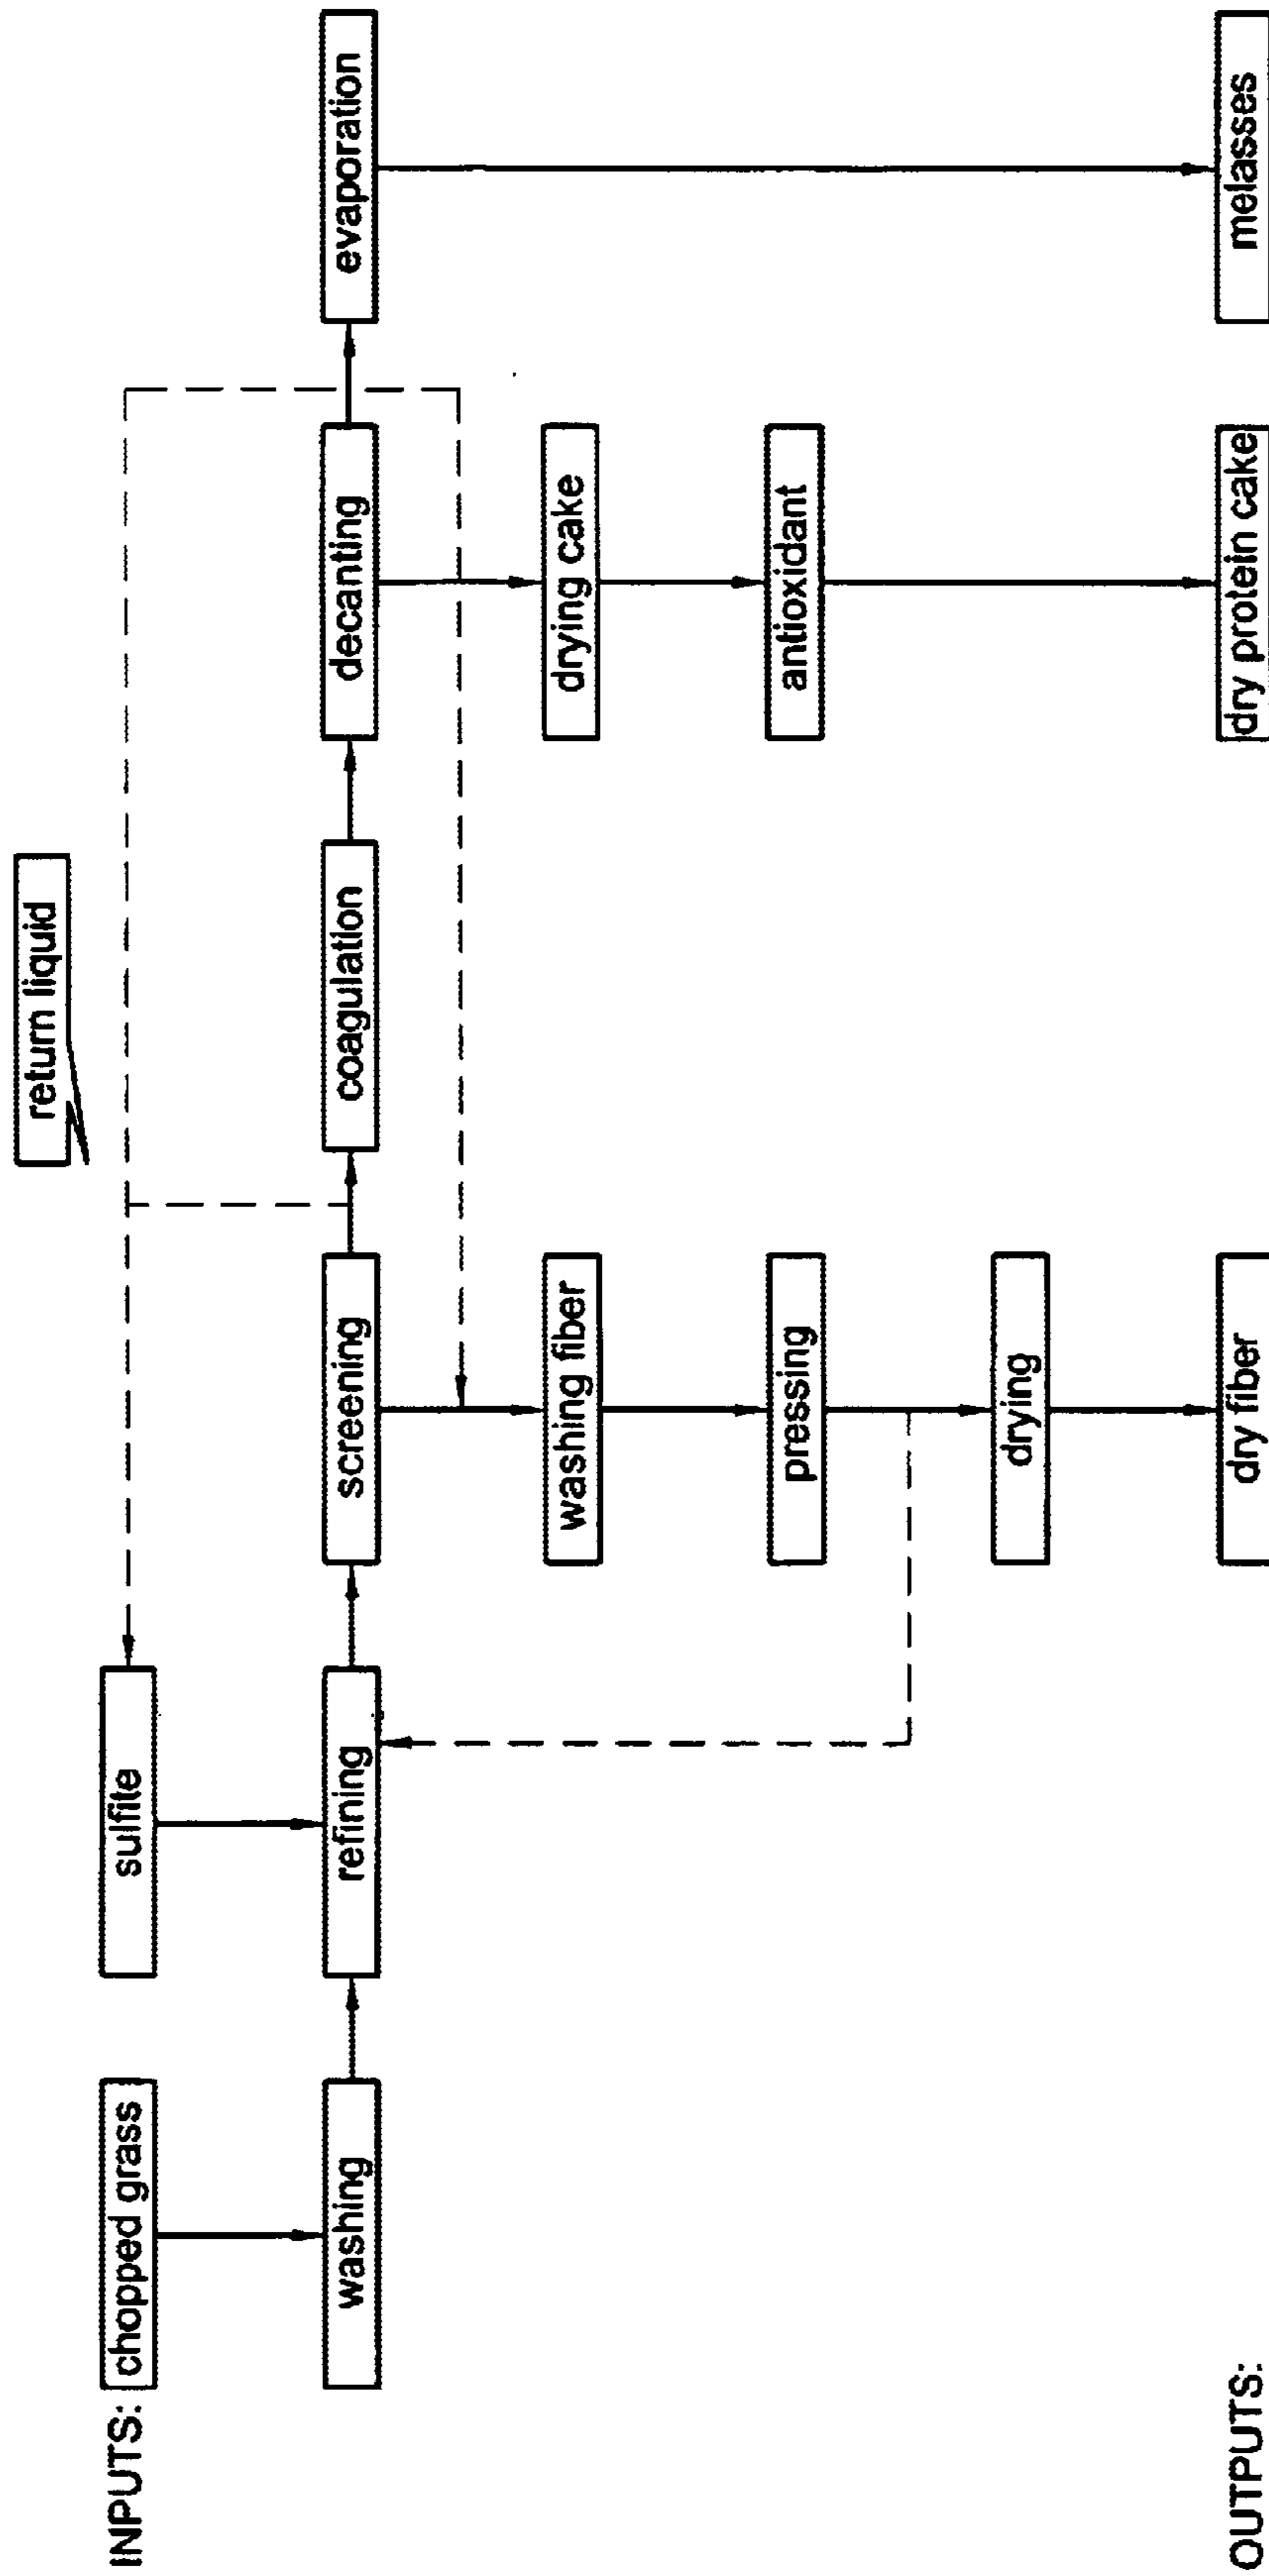 return liquid
INPUTS:
chopped grass
sulfite
washing
refining
screening
coagulation
decanting
evaporation
washing fiber
drying cake
pressing
antioxidant
drying
OUTPUTS:
dry fiber
dry protein cake
melasses